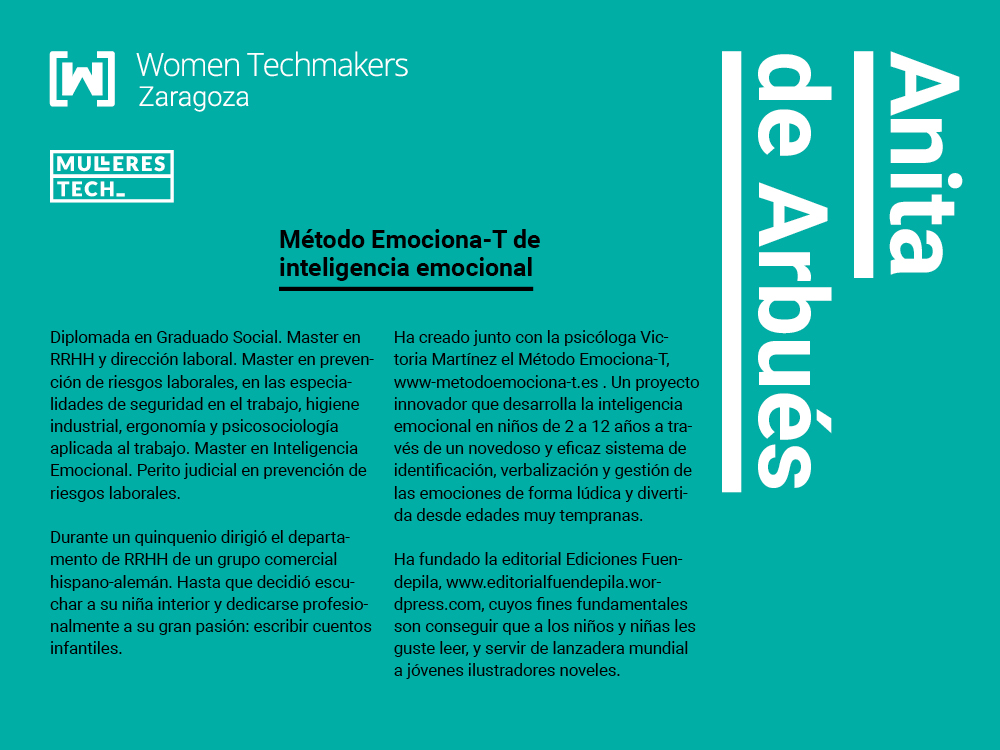 Women Techmakers
Zaragoza
MULLERES
TECH_
Anita
de Arbués
Método Emociona-T de
inteligencia emocional
Diplomada en Graduado Social. Master en
RRHH y dirección laboral. Master en preven-
ción de riesgos laborales, en las especia-
lidades de seguridad en el trabajo, higiene
industrial, ergonomía y psicosociología
aplicada al trabajo. Master en Inteligencia
Emocional. Perito judicial en prevención de
riesgos laborales.
Durante un quinquenio dirigió el departa-
mento de RRHH de un grupo comercial
hispano-alemán. Hasta que decidió escu-
char a su niña interior y dedicarse profesio-
nalmente a su gran pasión: escribir cuentos
infantiles.
Ha creado junto con la psicóloga Vic-
toria Martínez el Método Emociona-T,
www-metodoemociona-t.es . Un proyecto
innovador que desarrolla la inteligencia
emocional en niños de 2 a 12 años a tra-
vés de un novedoso y eficaz sistema de
identificación, verbalización y gestión de
las emociones de forma lúdica y diverti-
da desde edades muy tempranas.
Ha fundado la editorial Ediciones Fuen-
depila, www.editorialfuendepila.wor-
dpress.com, cuyos fines fundamentales
son conseguir que a los niños y niñas les
guste leer, y servir de lanzadera mundial
a jóvenes ilustradores noveles.